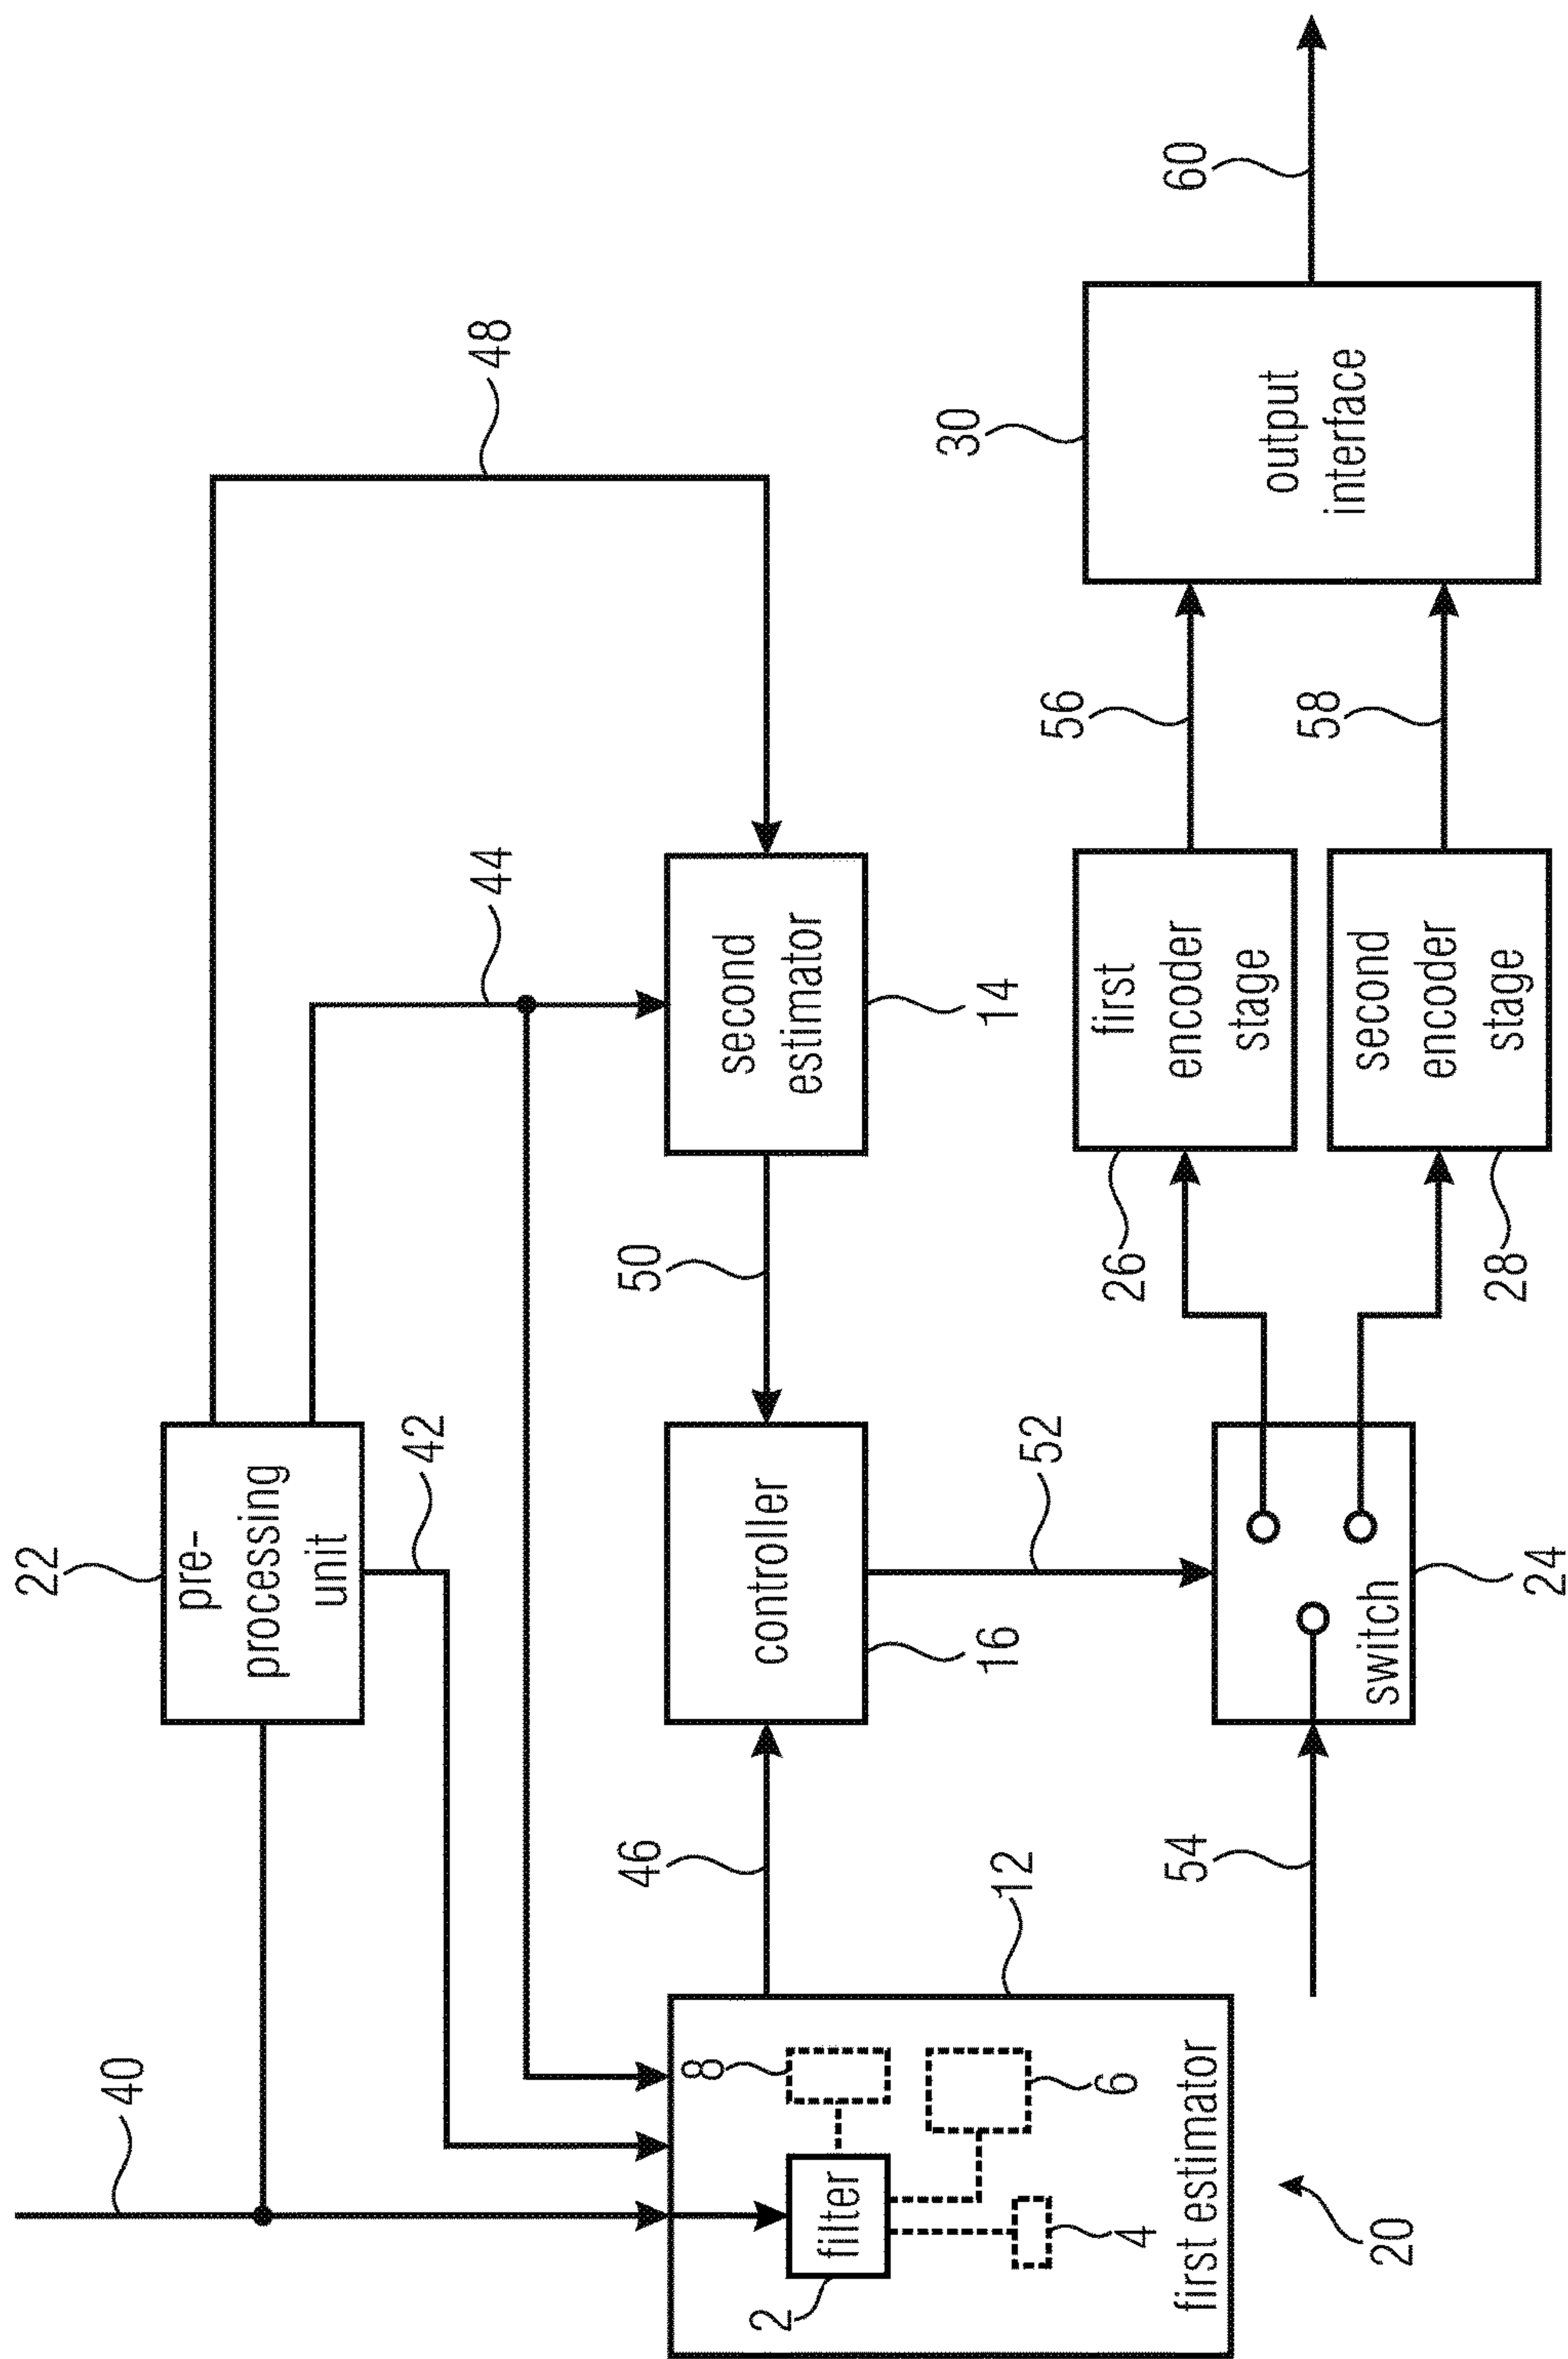 40
22
pre-
processing
unit
42
44
48
2
filter
4
6
8
first estimator
12
20
46
controller
16
50
second
estimator
14
52
54
switch
24
26
first
encoder
stage
28
second
encoder
stage
56
58
30
output
interface
60